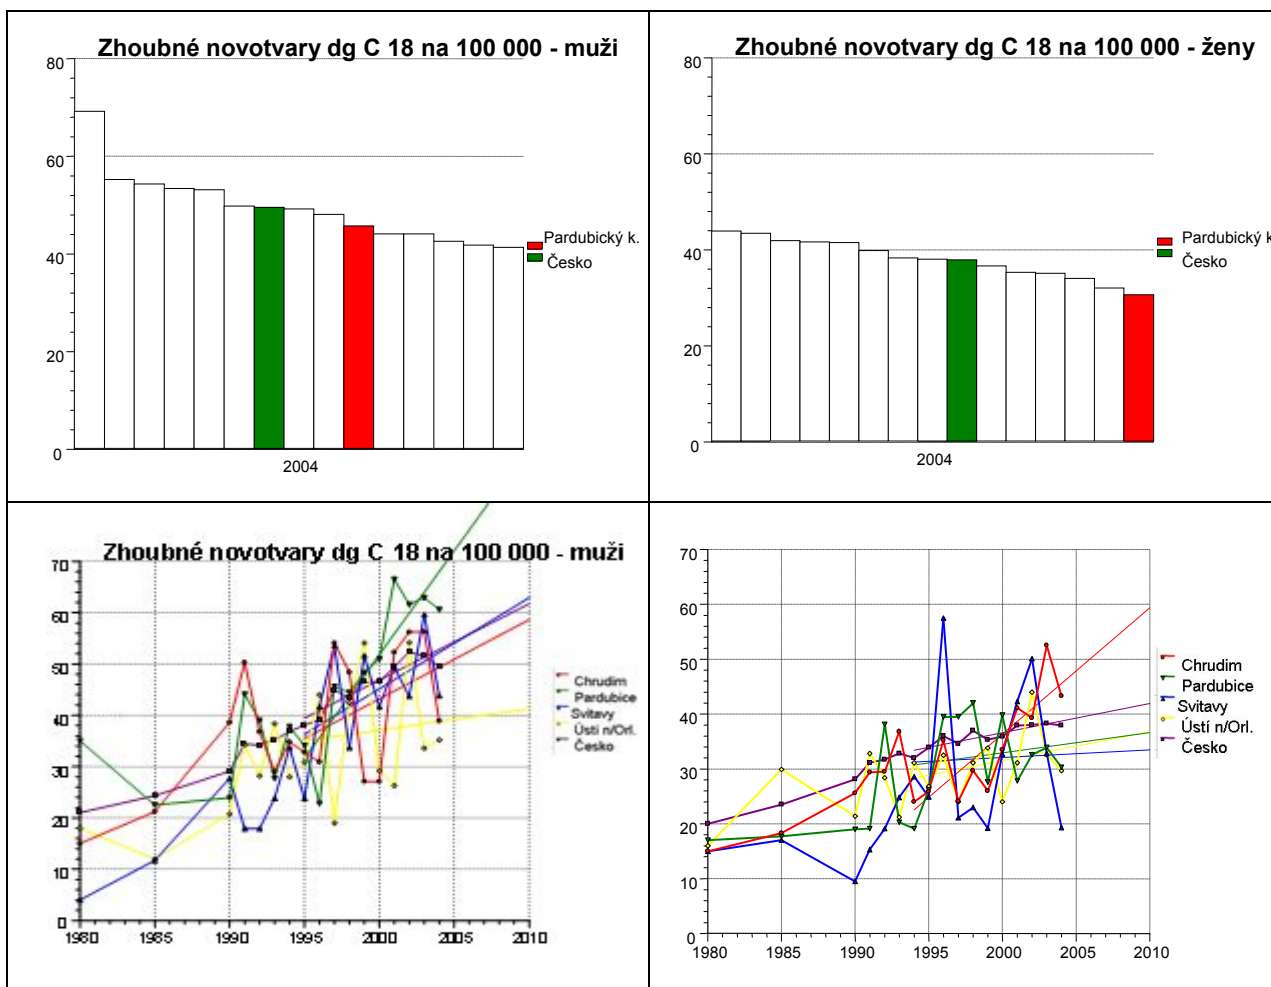 Zhoubné novotvary dg C 18 na 100 000 - muži
80
60
40
20
0
2004
Pardubický k.
Česko
Zhoubné novotvary dg C 18 na 100 000 - ženy
80
60
40
20
0
2004
Pardubický k
Česko
Zhoubné novotvary dg C 18 na 100 000 - muži
70
60
50
40
30
20
10
0
1980 1985 1990 1995 2000 2005 2010
Chrudim
Pardubice
Svitavy
Ústí n/Orl.
Česko
70
60
50
40
30
20
10
0
1980 1985 1990 1995 2000 2005 2010
Chrudim
Pardubice
Svitavy
Ústí n/Orl.
Česko